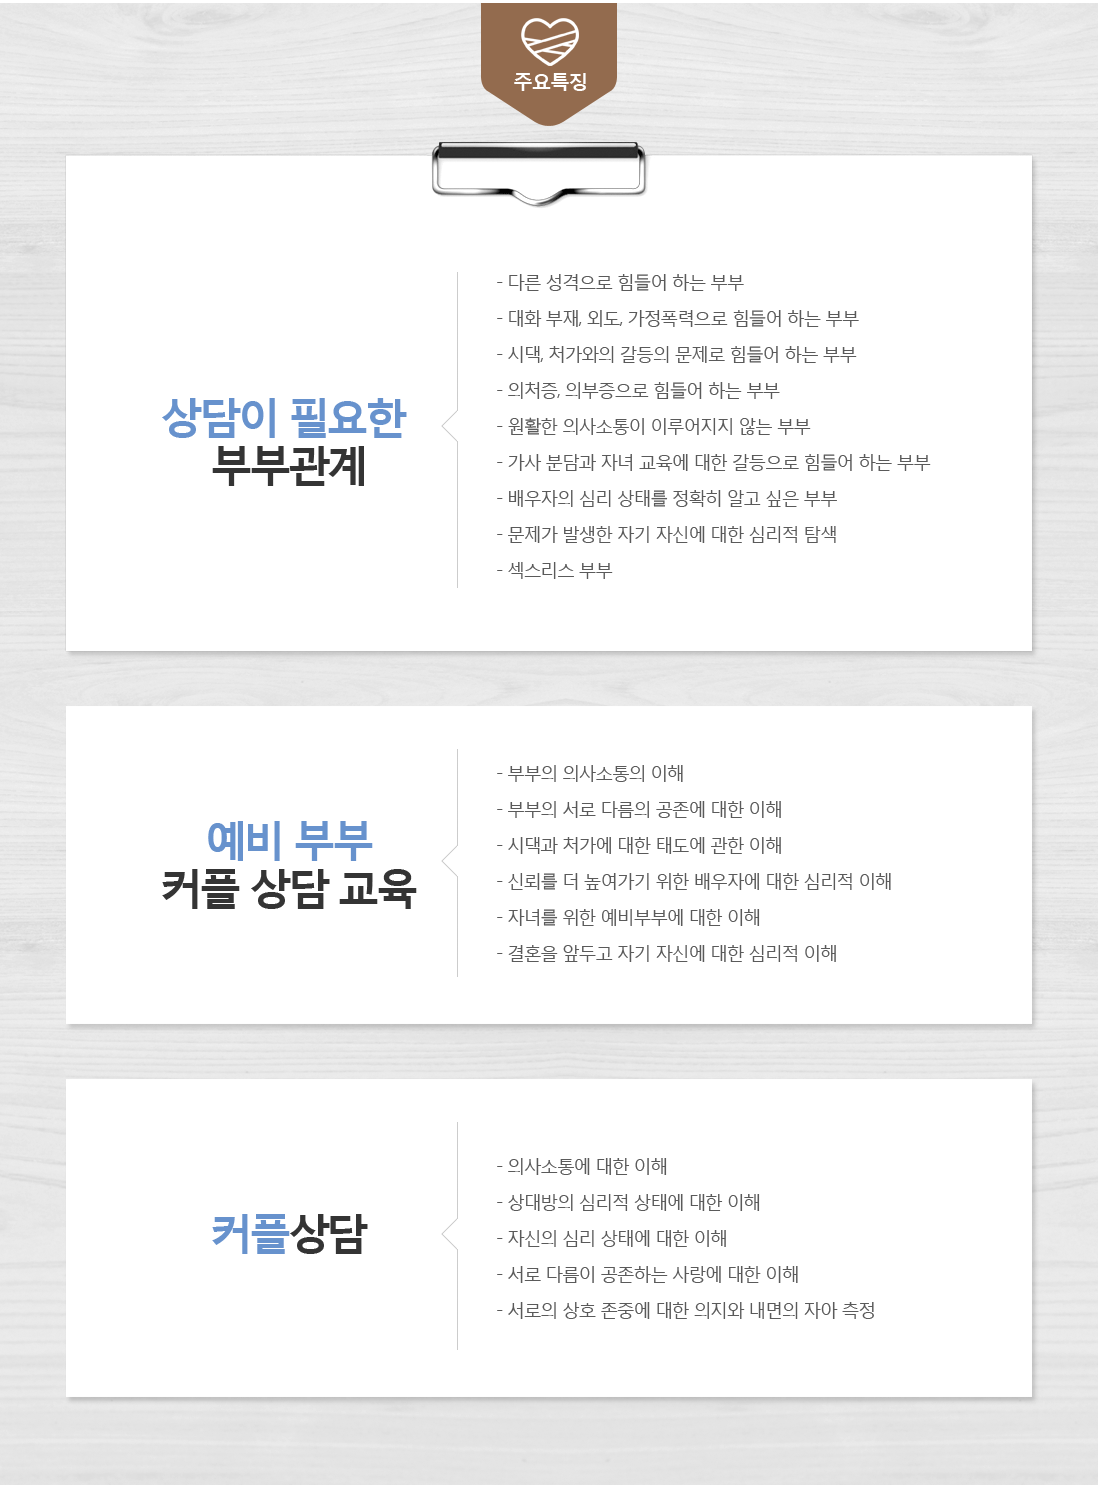 주요특징
상담이 필요한
부부관계
- 다른 성격으로 힘들어 하는 부부
- 대화 부재, 외도, 가정폭력으로 힘들어 하는 부부
- 시댁, 처가와의 갈등의 문제로 힘들어 하는 부부
- 의처증, 의부증으로 힘들어 하는 부부
- 원활한 의사소통이 이루어지지 않는 부부
- 가사 분담과 자녀 교육에 대한 갈등으로 힘들어 하는 부부
- 배우자의 심리 상태를 정확히 알고 싶은 부부
- 문제가 발생한 자기 자신에 대한 심리적 탐색
- 섹스리스 부부
예비 부부
커플 상담 교육
- 부부의 의사소통의 이해
- 부부의 서로 다름의 공존에 대한 이해
- 시댁과 처가에 대한 태도에 관한 이해
- 신뢰를 더 높여가기 위한 배우자에 대한 심리적 이해
- 자녀를 위한 예비부부에 대한 이해
- 결혼을 앞두고 자기 자신에 대한 심리적 이해
커플상담
- 의사소통에 대한 이해
- 상대방의 심리적 상태에 대한 이해
- 자신의 심리 상태에 대한 이해
- 서로 다름이 공존하는 사랑에 대한 이해
- 서로의 상호 존중에 대한 의지와 내면의 자아 측정